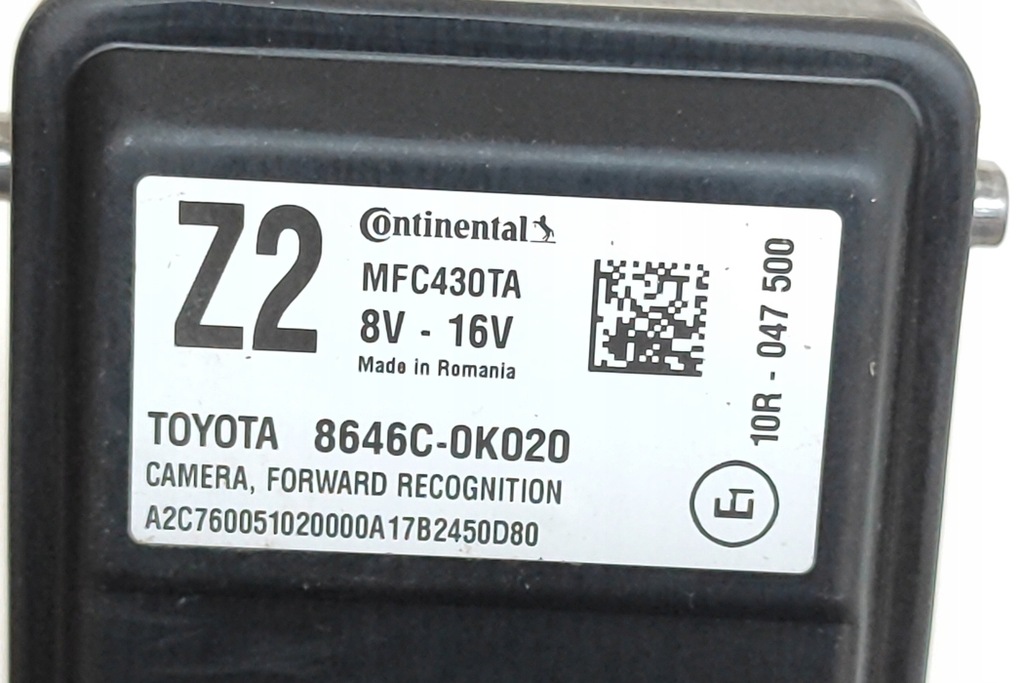 Z2
Continental
MFC430TA
8V - 16V
Made in Romania
TOYOTA 8646C-0K020
CAMERA, FORWARD RECOGNITION
A2C760051020000A17B2450D80
10R - 047 500
E1